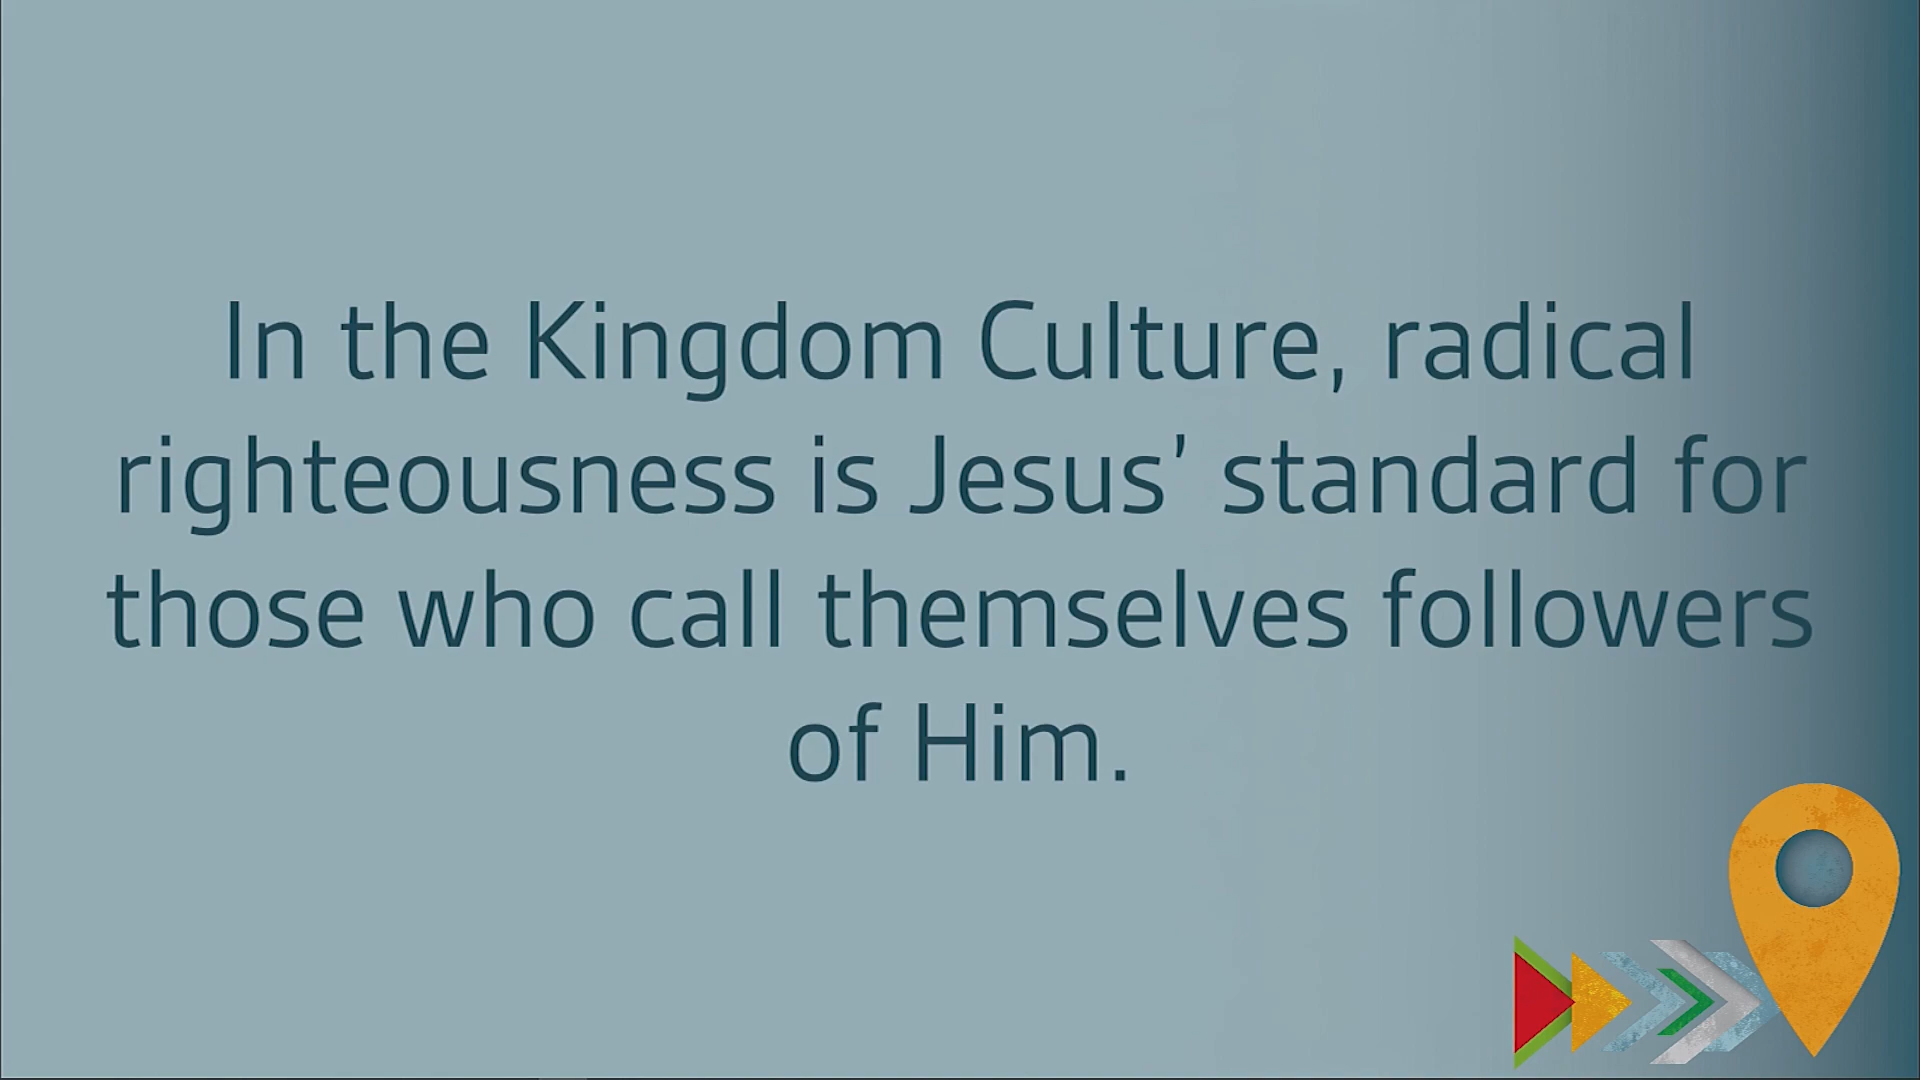 In the Kingdom Culture, radical
righteousness is Jesus’ standard for
those who call themselves followers
of Him.